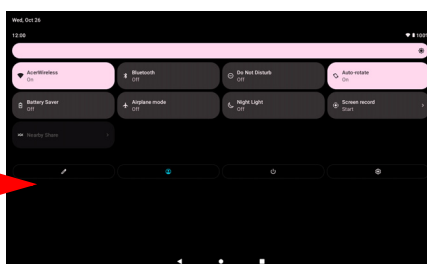 Wed, Oct 26
12:00
100%
AcerWireless
On
Bluetooth
Off
Do Not Disturb
Off
Auto-rotate
On
Battery Saver
Off
Airplane mode
Off
Night Light
Off
Screen record
Start
Nearby Share